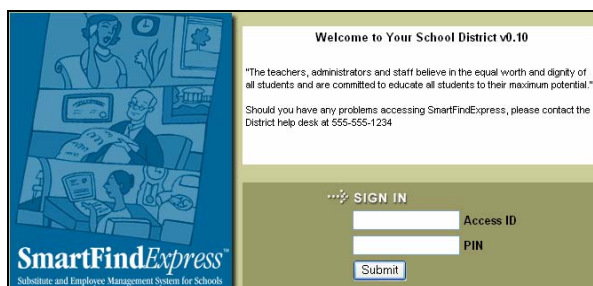 Welcome to Your School District v0.10
"The teachers, administrators and staff believe in the equal worth and dignity of
all students and are committed to educate all students to their maximum potential."
Should you have any problems accessing SmartFindExpress, please contact the
District help desk at 555-555-1234
SIGN IN
Access ID
PIN
Submit
SmartFindExpress™
Substitute and Employee Management System for Schools